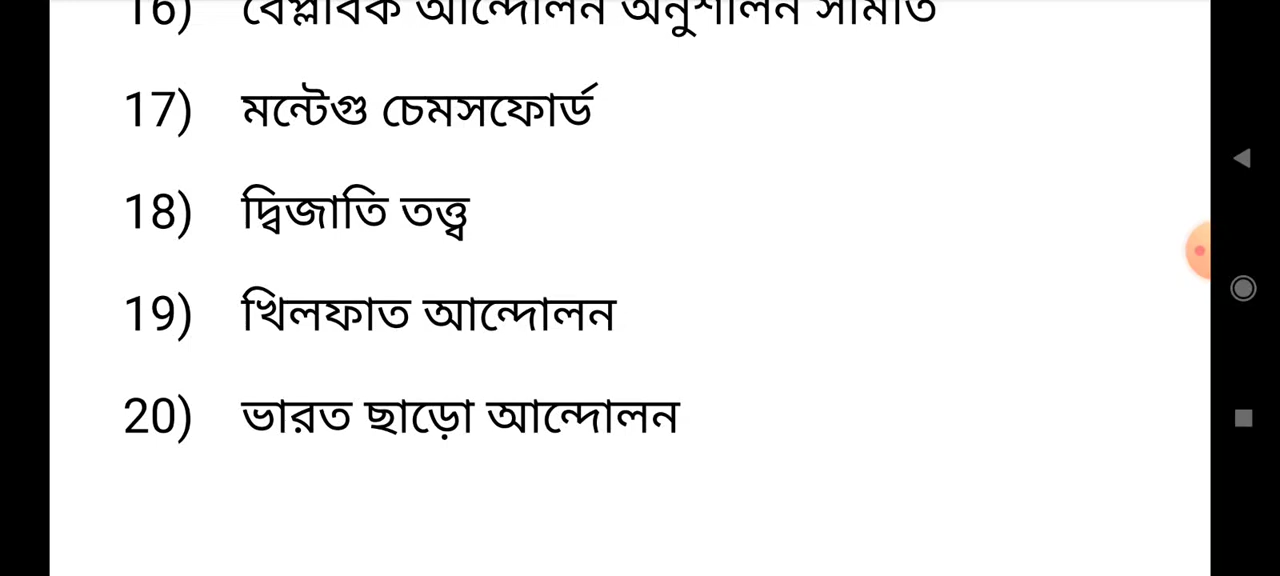 16) বৈপ্লবিক আন্দোলন অনুশীলন সমিতি
17) মন্টেগু চেমসফোর্ড
18) দ্বিজাতি তত্ত্ব
19) খিলফাত আন্দোলন
20) ভারত ছাড়ো আন্দোলন